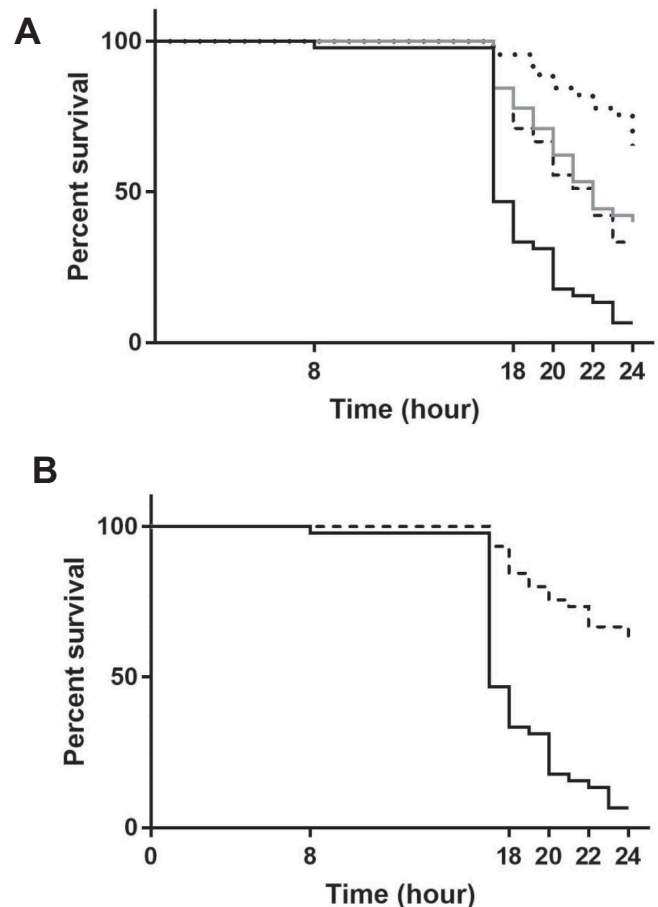 A
100
50
0
Percent survival
8 18 20 22 24
Time (hour)
B
100
50
0
Percent survival
0 8 18 20 22 24
Time (hour)